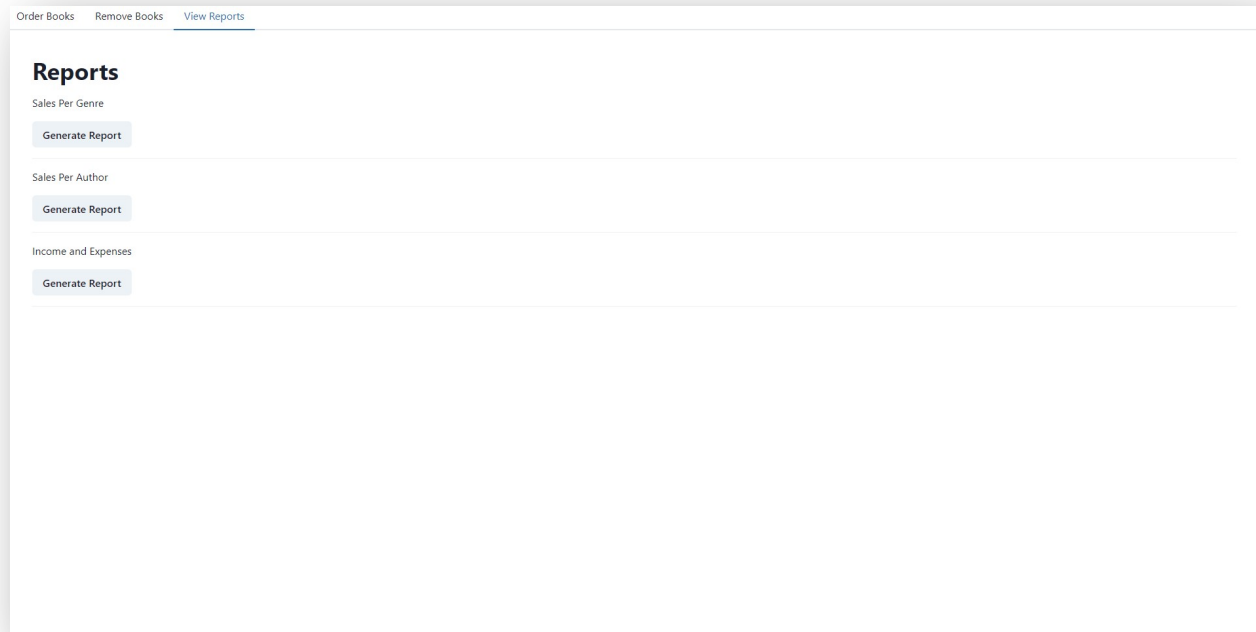 Order Books Remove Books View Reports
Reports
Sales Per Genre
Generate Report
Sales Per Author
Generate Report
Income and Expenses
Generate Report